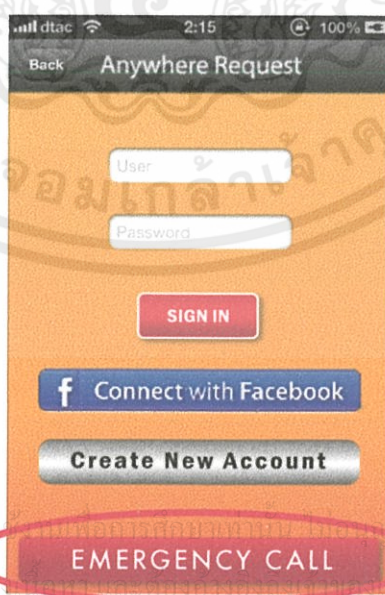 dtac 2:15 100%
Back Anywhere Request
User
Password
SIGN IN
f Connect with Facebook
Create New Account
EMERGENCY CALL